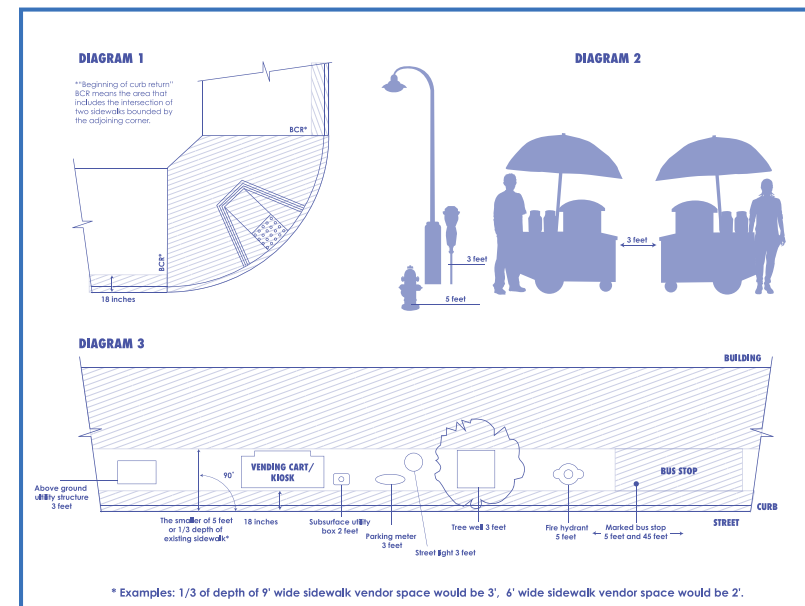 DIAGRAM 1
*"Beginning of curb return"
BCR means the area that
includes the intersection of
two sidewalks bounded by
the adjoining corner.
BCR*
BCR*
18 inches
DIAGRAM 2
3 feet
3 feet
5 feet
DIAGRAM 3
BUILDING
90°
VENDING CART/
KIOSK
BUS STOP
Above ground
utility structure
3 feet
The smaller of 5 feet
or 1/3 depth of
existing sidewalk*
18 inches
Subsurface utility
box 2 feet
Parking meter
3 feet
Street light 3 feet
Tree well 3 feet
Fire hydrant
5 feet
Marked bus stop
5 feet and 45 feet
CURB
STREET
* Examples: 1/3 of depth of 9' wide sidewalk vendor space would be 3', 6' wide sidewalk vendor space would be 2'.